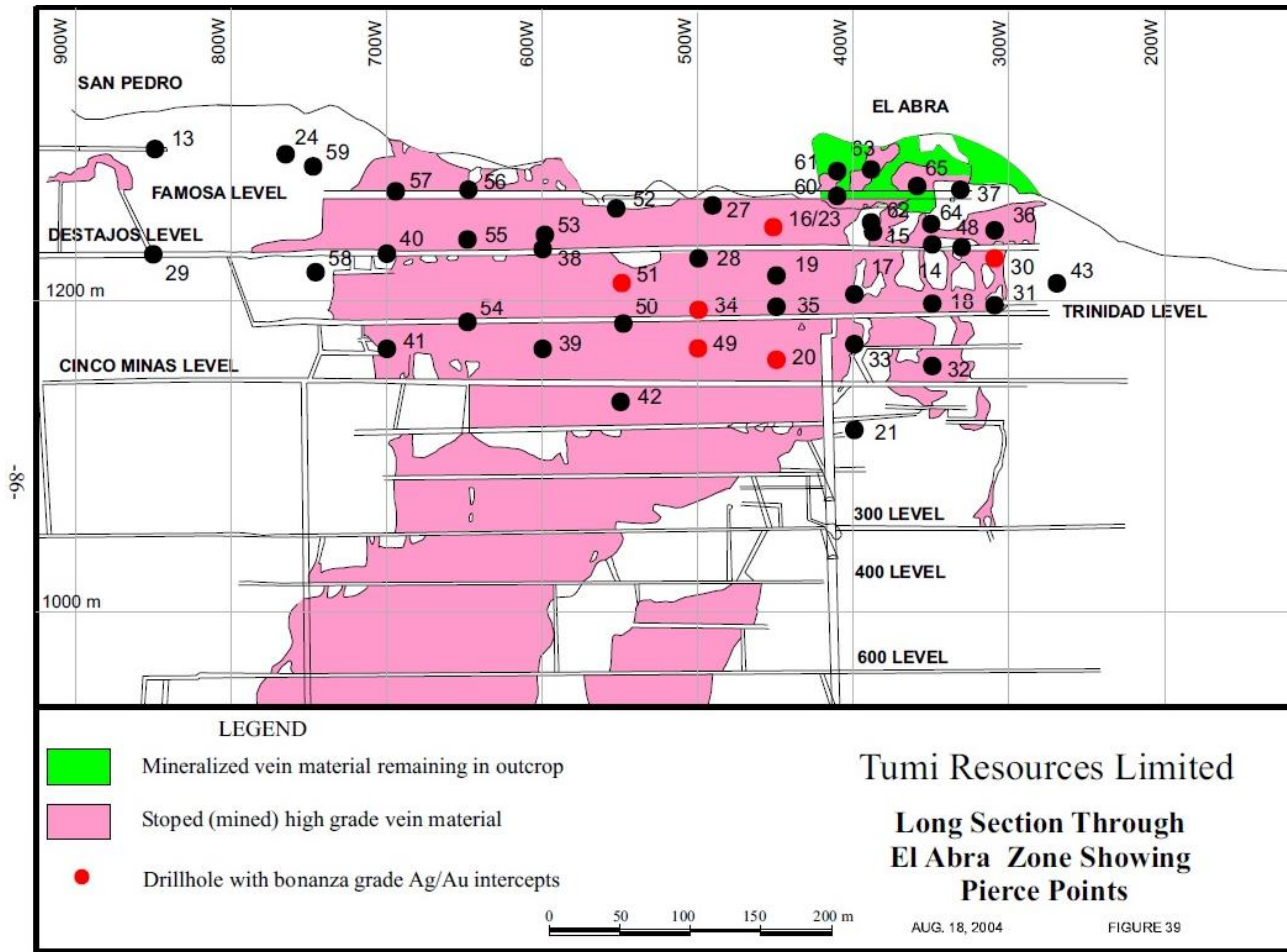 900W
800W
700W
600W
500W
400W
300W
200W
SAN PEDRO
EL ABRA
13
24
59
61
63
65
FAMOSA LEVEL
57
56
60
37
52
27
16/23
62
64
36
DESTAJOS LEVEL
40
55
53
38
15
48
29
58
51
28
19
17
14
30
43
1200 m
54
50
34
35
18
31
TRINIDAD LEVEL
41
39
49
20
33
32
CINCO MINAS LEVEL
42
21
-98-
300 LEVEL
400 LEVEL
1000 m
600 LEVEL
LEGEND
Mineralized vein material remaining in outcrop
Stoped (mined) high grade vein material
Drillhole with bonanza grade Ag/Au intercepts
0 50 100 150 200 m
Tumi Resources Limited
Long Section Through
El Abra Zone Showing
Pierce Points
AUG. 18, 2004 FIGURE 39